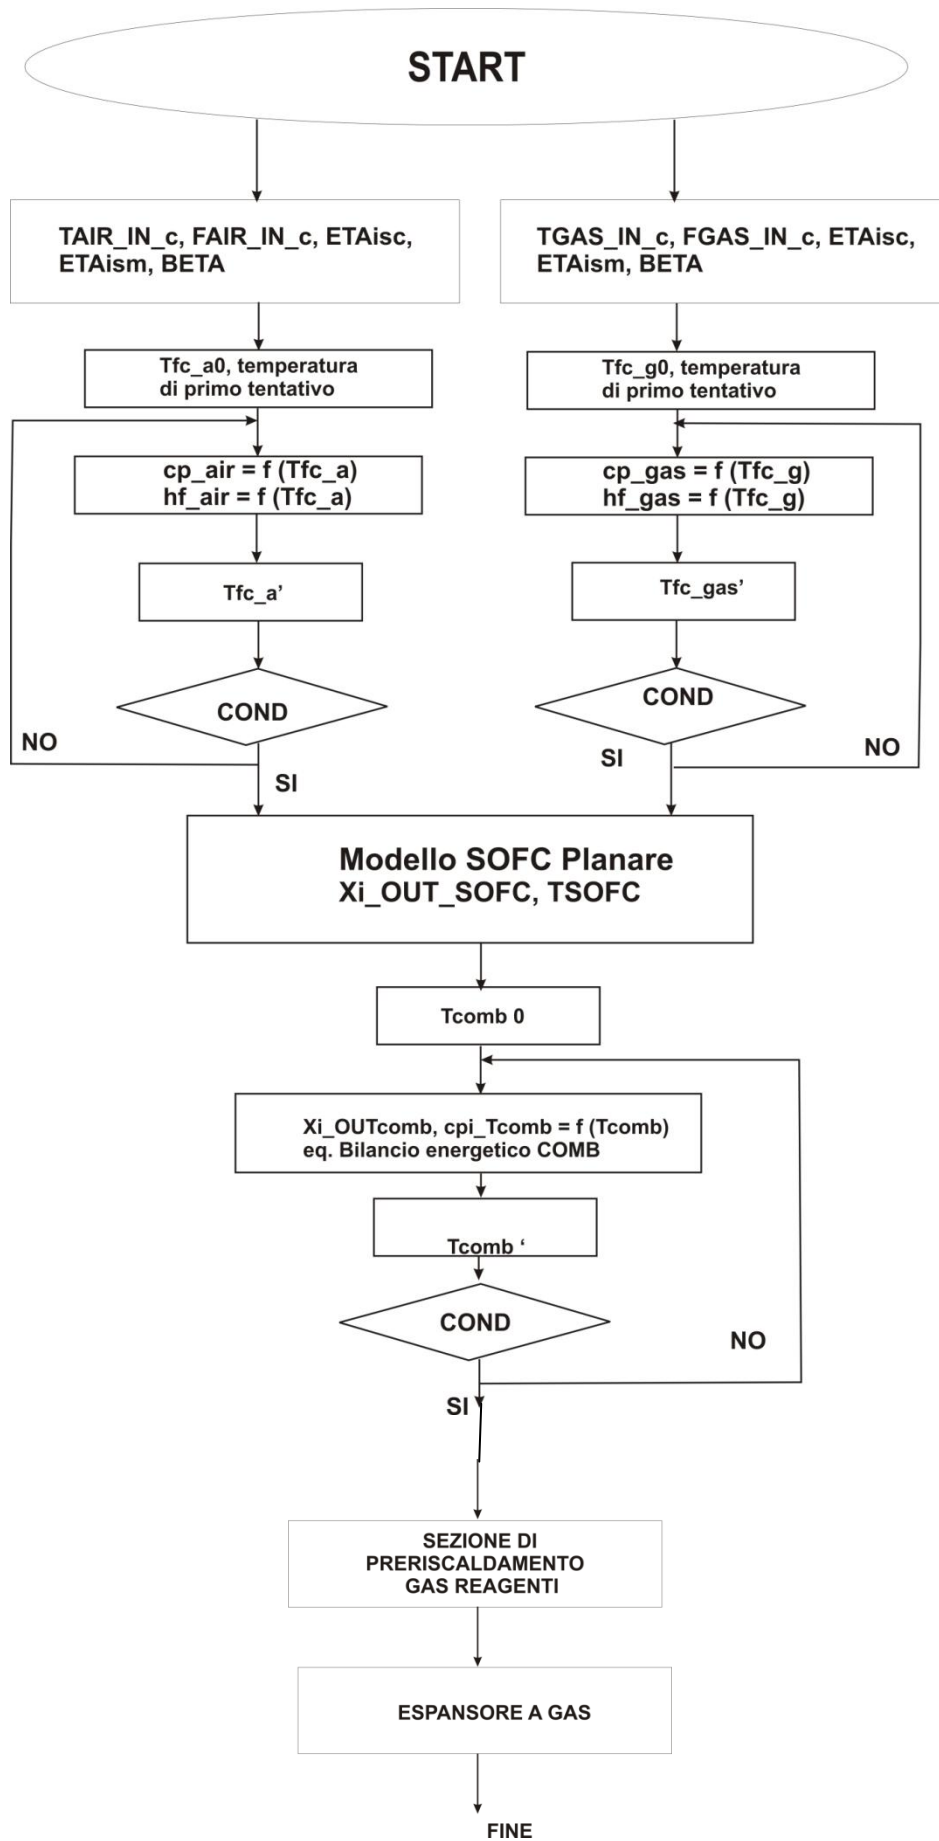 START
TAIR_IN_c, FAIR_IN_c, ETAisc,
ETAism, BETA
TGAS_IN_c, FGAS_IN_c, ETAisc,
ETAism, BETA
Tfc_a0, temperatura
di primo tentativo
Tfc_g0, temperatura
di primo tentativo
cp_air = f (Tfc_a)
hf_air = f (Tfc_a)
cp_gas = f (Tfc_g)
hf_gas = f (Tfc_g)
Tfc_a’
Tfc_gas’
COND
COND
NO
SI
SI
NO
Modello SOFC Planare
Xi_OUT_SOFC, TSOFC
Tcomb 0
Xi_OUTcomb, cpi_Tcomb = f (Tcomb)
eq. Bilancio energetico COMB
Tcomb ‘
COND
NO
SI
SEZIONE DI
PRERISCALDAMENTO
GAS REAGENTI
ESPANSORE A GAS
FINE